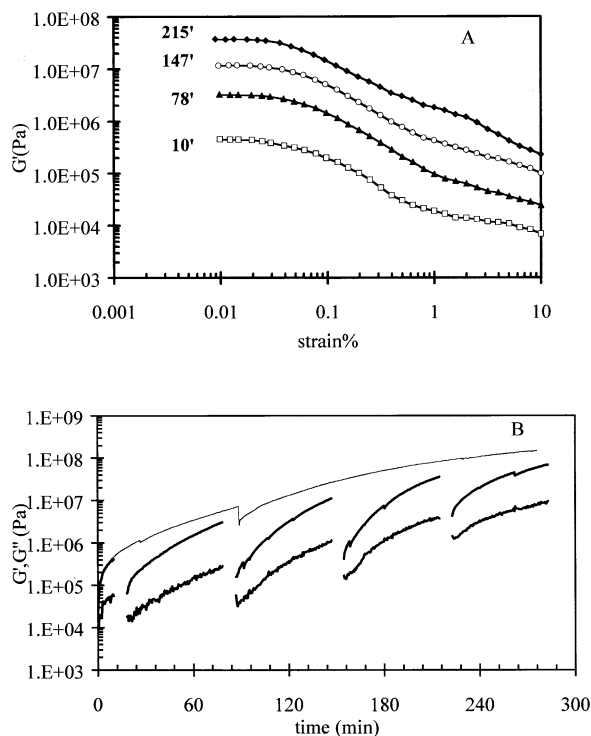 1.0E+08
215'
A
1.0E+07
147'
1.0E+06
78'
G'(Pa)
1.0E+05
10'
1.0E+04
1.0E+03
0.001 0.01 0.1 1 10
strain%
1.E+09
B
1.E+08
1.E+07
G',G'' (Pa)
1.E+06
1.E+05
1.E+04
1.E+03
0 60 120 180 240 300
time (min)